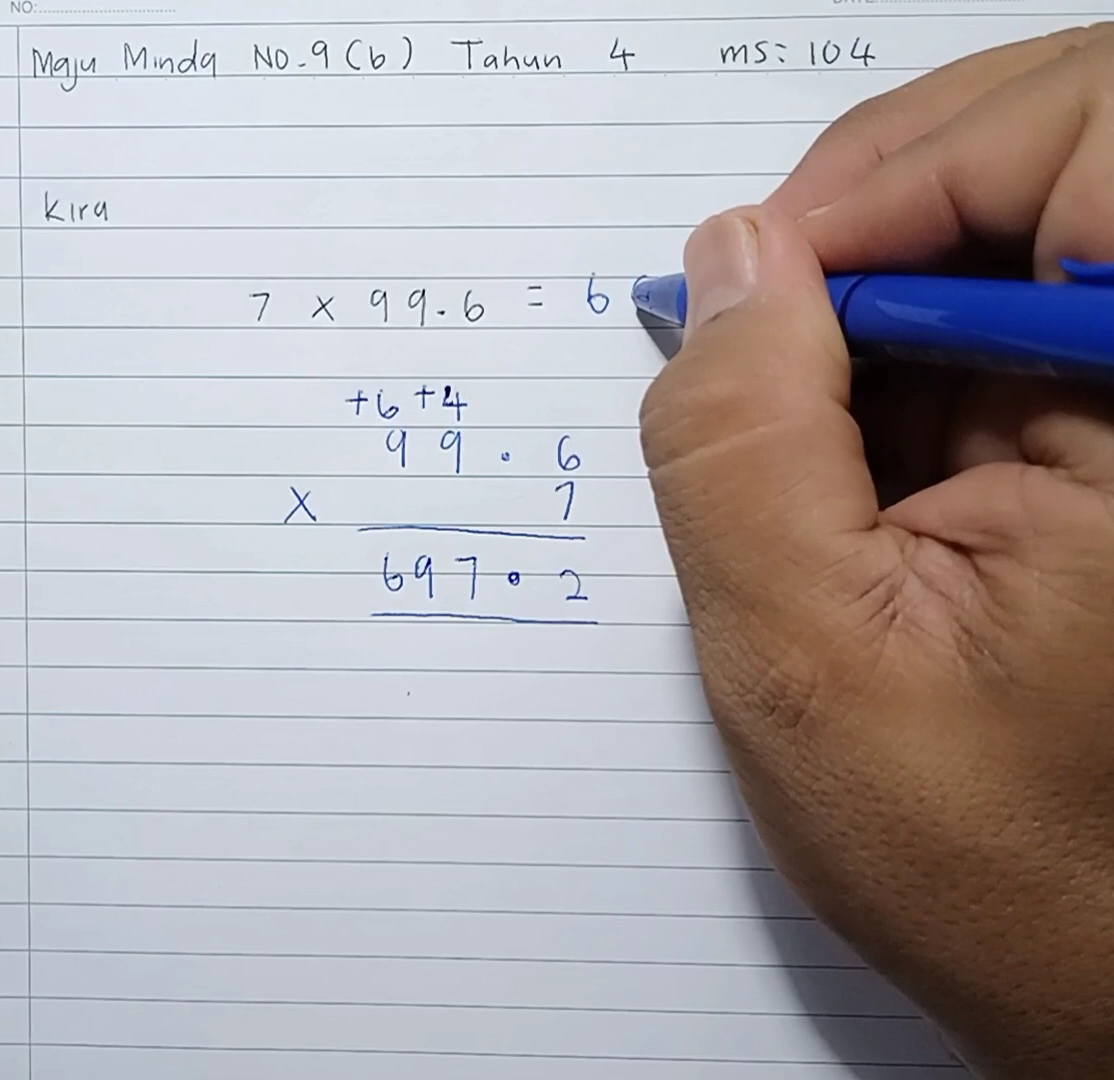 NO:
Maju Minda No.9 (b) Tahun 4 ms: 104
Kira
7 x 99.6 = 6
+6 +4
99.6
x 7
697.2